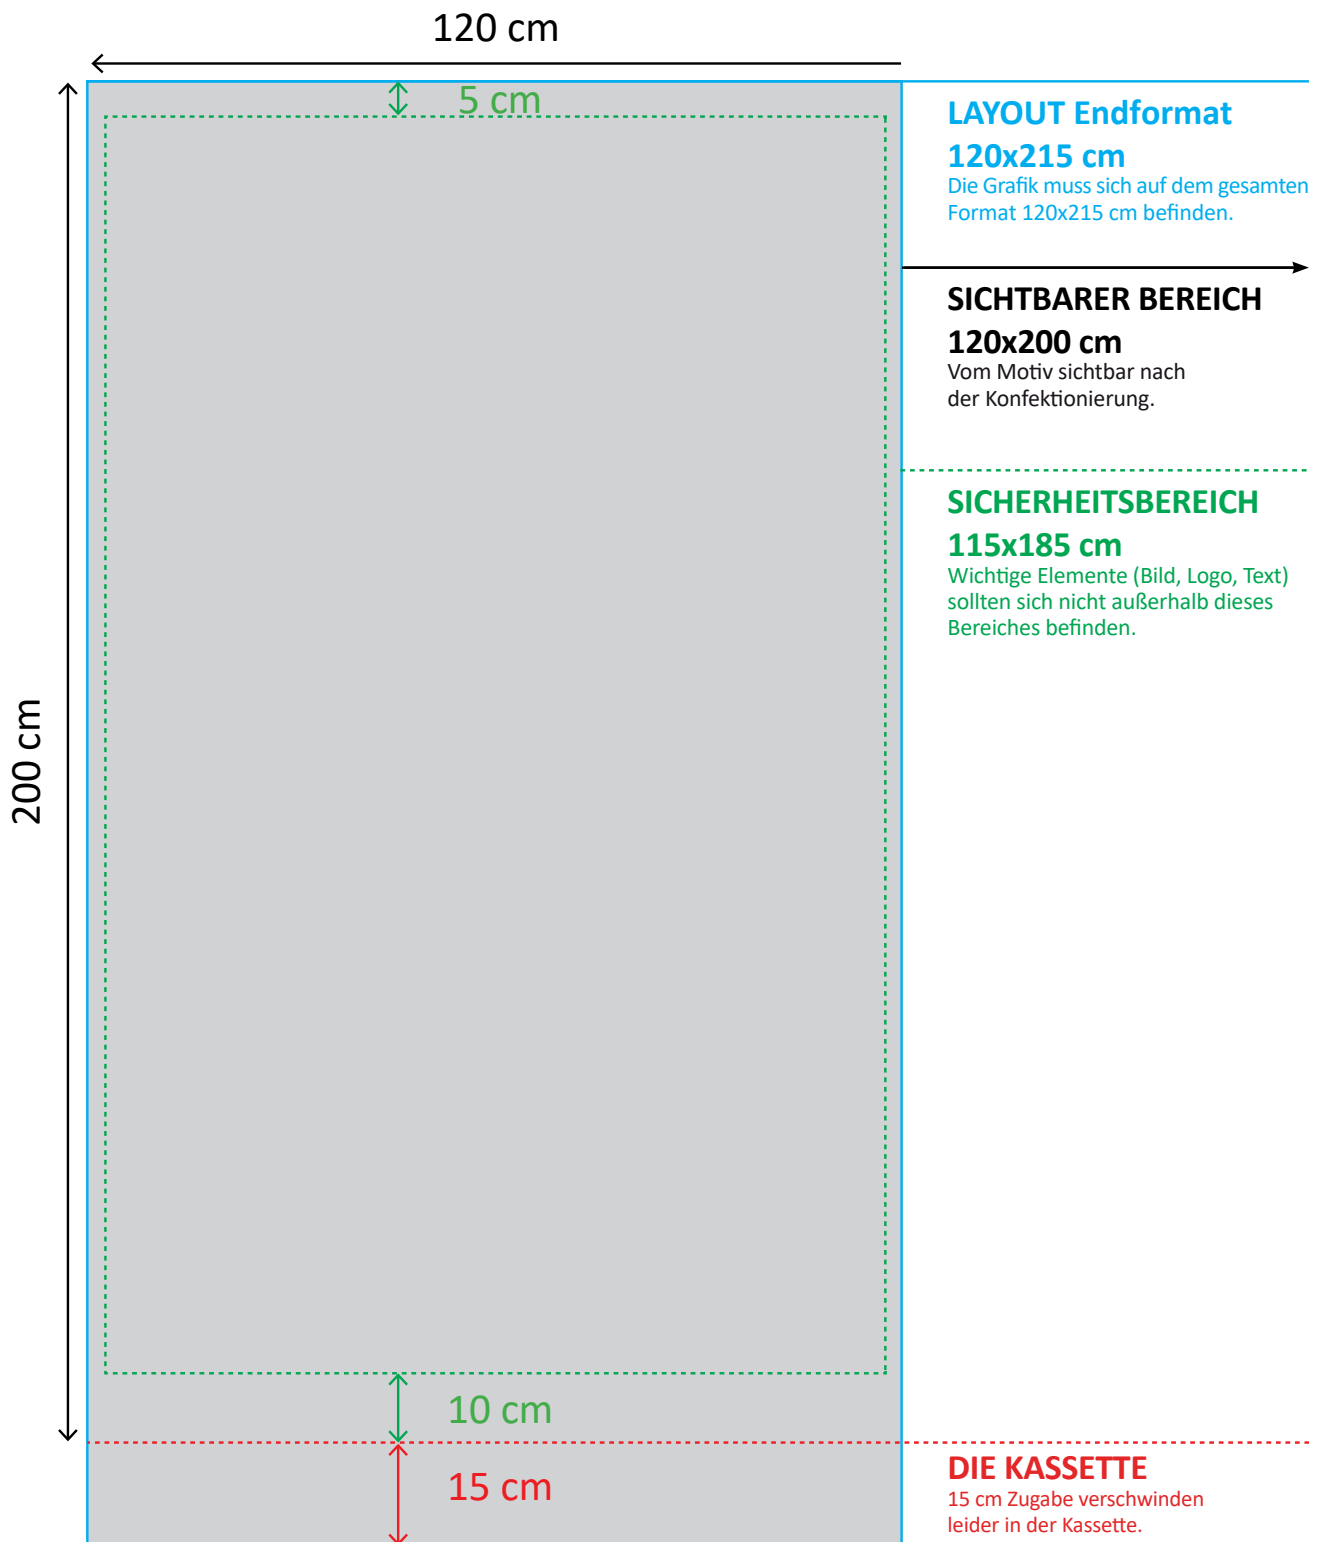 120 cm
5 cm
LAYOUT Endformat
120x215 cm
Die Grafik muss sich auf dem gesamten
Format 120x215 cm befinden.
SICHTBARER BEREICH
120x200 cm
Vom Motiv sichtbar nach
der Konfektionierung.
SICHERHEITSBEREICH
115x185 cm
Wichtige Elemente (Bild, Logo, Text)
sollten sich nicht außerhalb dieses
Bereiches befinden.
200 cm
10 cm
15 cm
DIE KASSETTE
15 cm Zugabe verschwinden
leider in der Kassette.